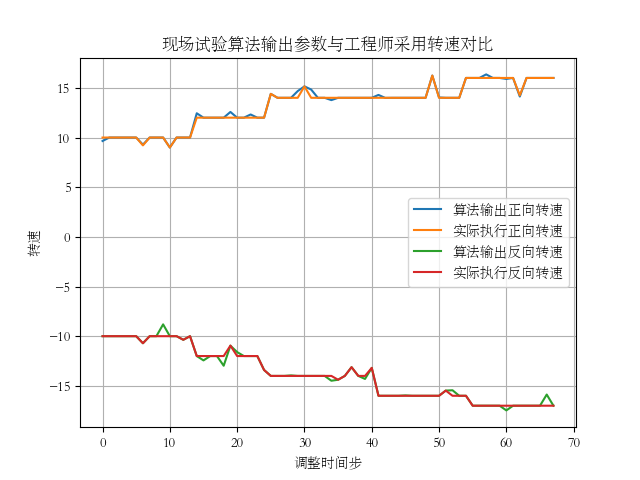 现场试验算法输出参数与工程师采用转速对比
15
10
5
0
−5
−10
−15
转速
算法输出正向转速
实际执行正向转速
算法输出反向转速
实际执行反向转速
0 10 20 30 40 50 60 70
调整时间步